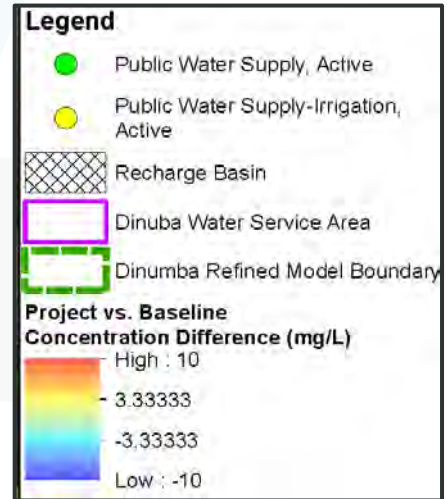 Legend
Public Water Supply, Active
Public Water Supply-Irrigation,
Active
Recharge Basin
Dinuba Water Service Area
Dinumba Refined Model Boundary
Project vs. Baseline
Concentration Difference (mg/L)
High : 10
3.33333
-3.33333
Low : -10